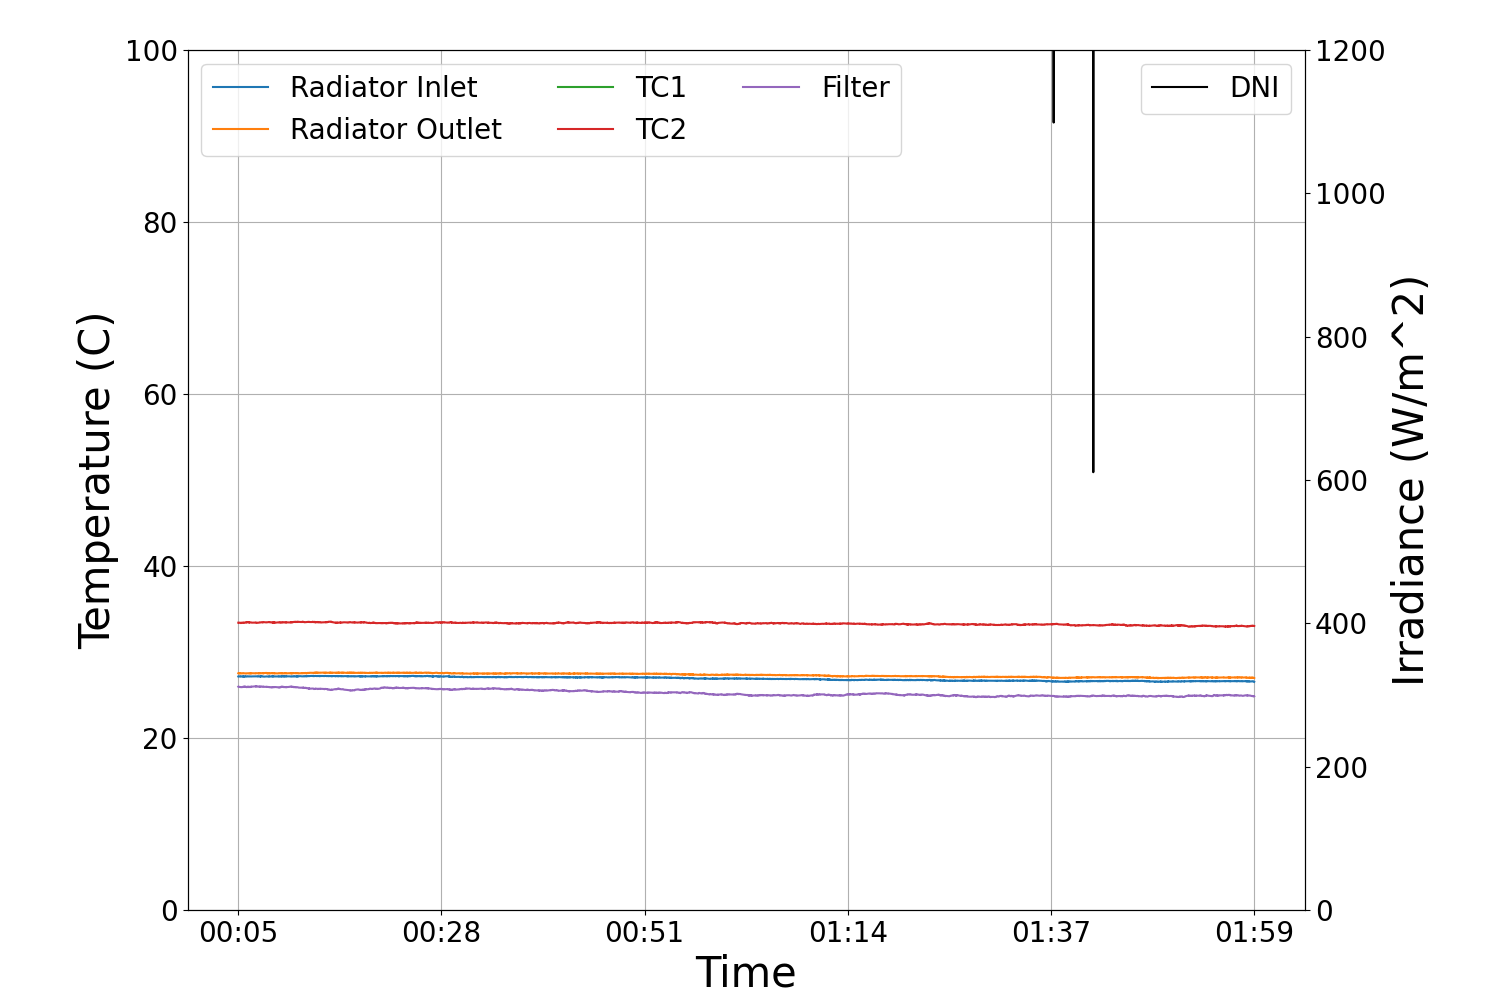 100
80
60
40
20
0
Temperature (C)
Radiator Inlet
Radiator Outlet
TC1
TC2
Filter
DNI
1200
1000
800
600
400
200
0
Irradiance (W/m^2)
00:05 00:28 00:51 01:14 01:37 01:59
Time